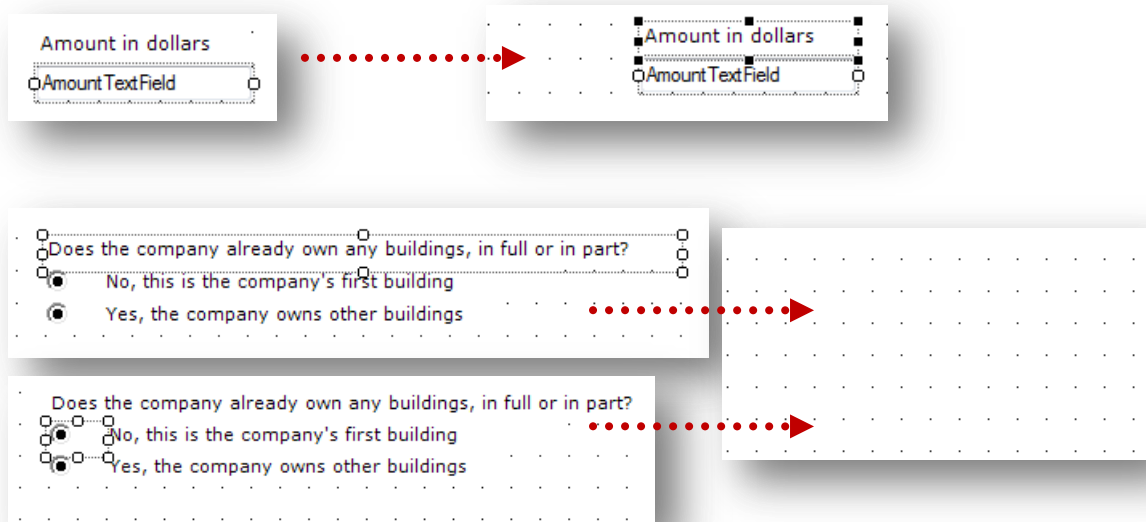 Amount in dollars
AmountTextField
Amount in dollars
AmountTextField
Does the company already own any buildings, in full or in part?
No, this is the company's first building
Yes, the company owns other buildings
Does the company already own any buildings, in full or in part?
No, this is the company's first building
Yes, the company owns other buildings